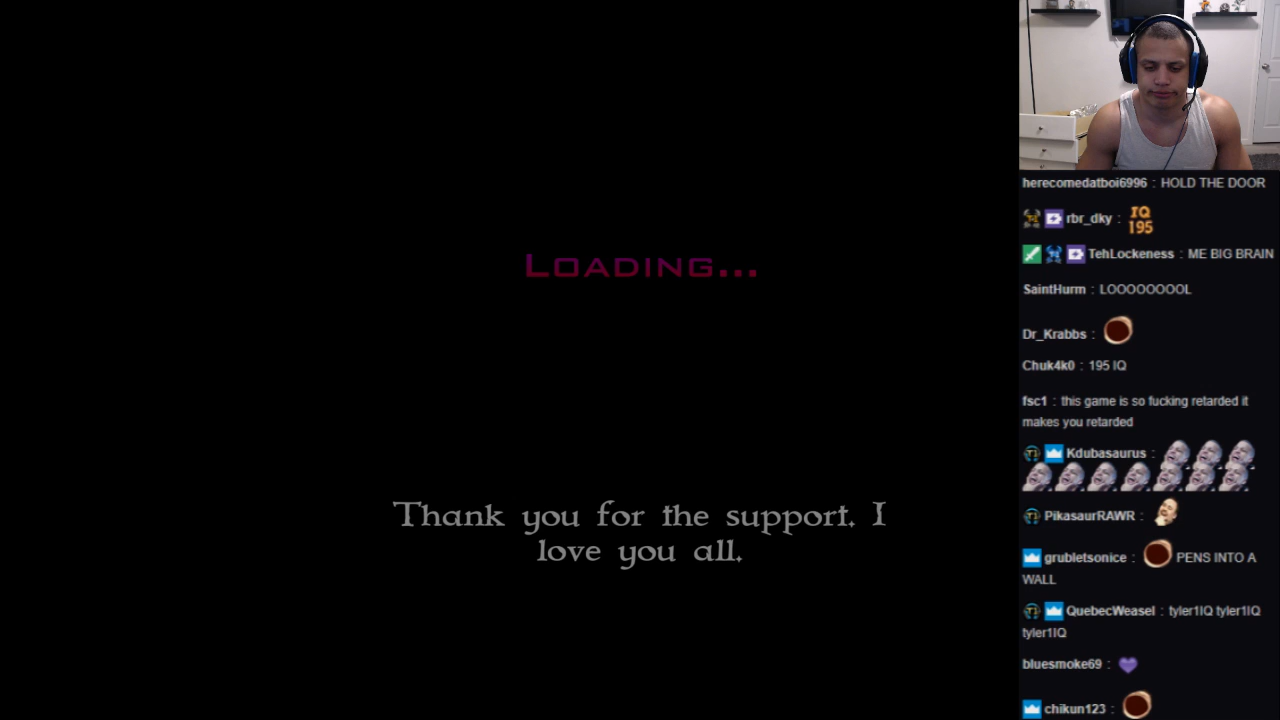 Loading...
Thank you for the support. I
love you all.
herecomedatboi6996 : HOLD THE DOOR
rbr_dky : IQ
195
TehLockeness : ME BIG BRAIN
SaintHurm : LOOOOOOOOL
Dr_Krabbs :
Chuk4k0 : 195 IQ
fsc1 : this game is so fucking retarded it
makes you retarded
Kdubasaurus :
PikasaurRAWR :
grubletsonice : PENS INTO A
WALL
QuebecWeasel : tyler1IQ tyler1IQ
tyler1IQ
bluesmoke69 :
chikun123 :